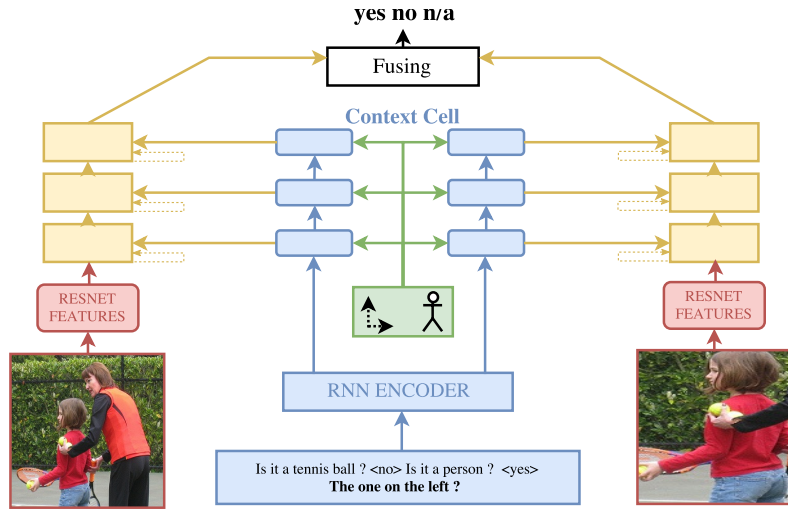 yes no n/a
Fusing
Context Cell
RESNET
FEATURES
RESNET
FEATURES
RNN ENCODER
Is it a tennis ball ? <no> Is it a person ? <yes>
The one on the left ?